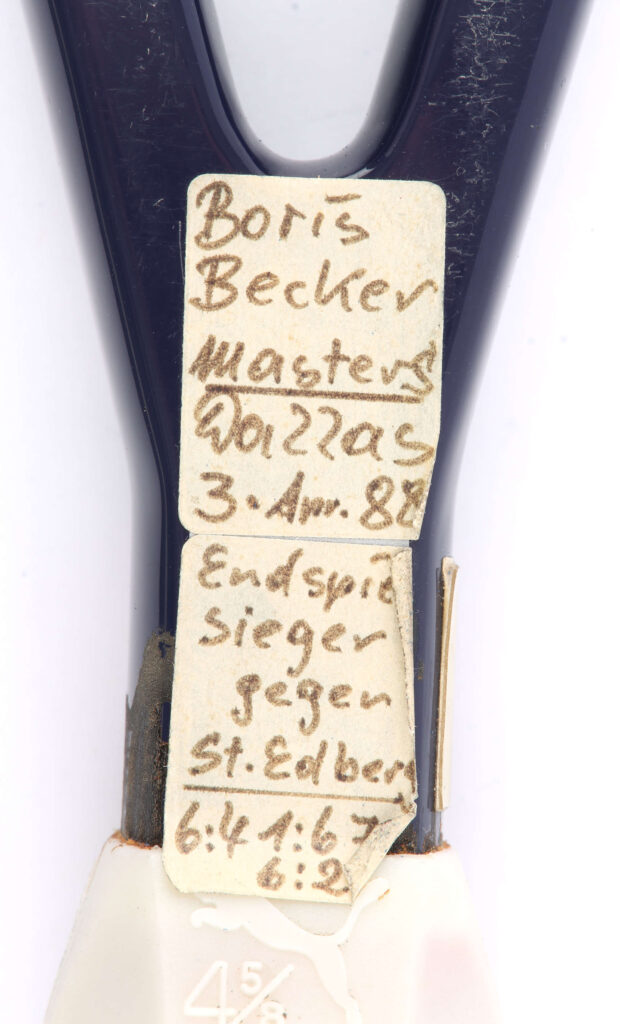 Boris
Becker
Masters
Dallas
3. Apr. 88
Endspie
sieger
gegen
St. Edberg
6:4 1:6 7
6:2
4 5/8